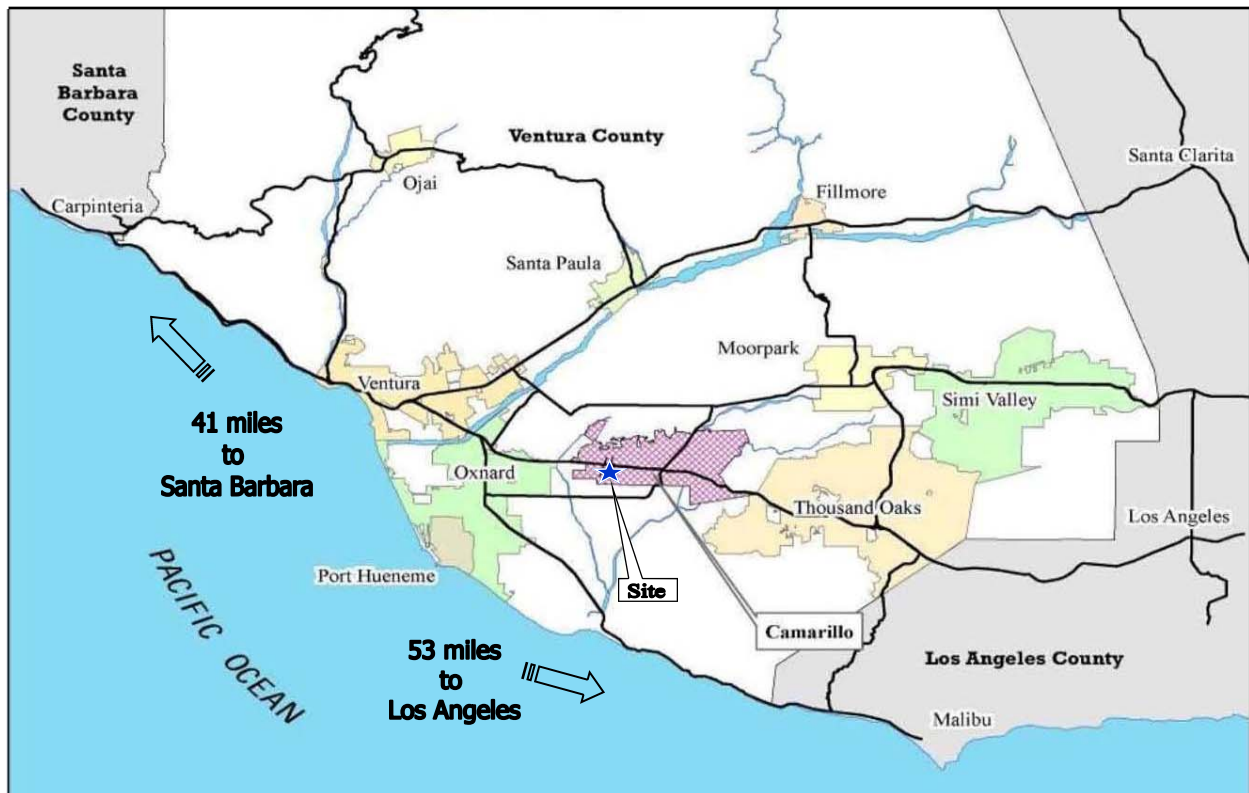 Santa
Barbara
County
Ventura County
Santa Clarita
Ojai
Fillmore
Carpinteria
Santa Paula
Moorpark
Ventura
Simi Valley
41 miles
to
Santa Barbara
Oxnard
Thousand Oaks
Los Angeles
PACIFIC OCEAN
Port Hueneme
Site
Camarillo
53 miles
to
Los Angeles
Los Angeles County
Malibu